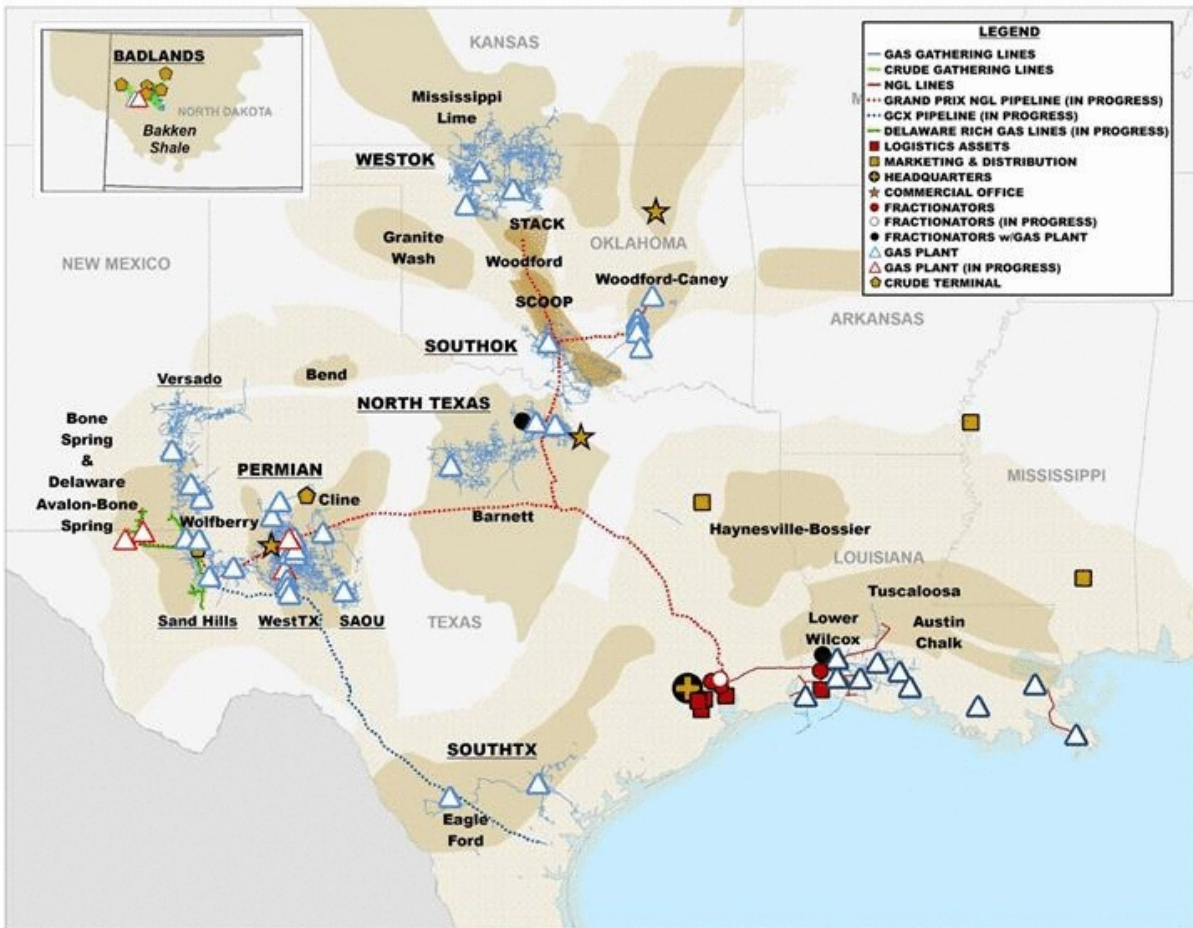 BADLANDS
NORTH DAKOTA
Bakken
Shale
KANSAS
Mississippi
Lime
WESTOK
STACK
Granite
Wash
Woodford
OKLAHOMA
NEW MEXICO
Woodford-Caney
SCOOP
ARKANSAS
SOUTHOK
Versado
Bend
NORTH TEXAS
Bone
Spring
&
Delaware
Avalon-Bone
Spring
PERMIAN
Cline
Wolfberry
Barnett
MISSISSIPPI
Haynesville-Bossier
LOUISIANA
Tuscaloosa
Sand Hills
WestTX
SAOU
TEXAS
Lower
Wilcox
Austin
Chalk
SOUTHTX
Eagle
Ford
LEGEND
GAS GATHERING LINES
CRUDE GATHERING LINES
NGL LINES
GRAND PRIX NGL PIPELINE (IN PROGRESS)
GCX PIPELINE (IN PROGRESS)
DELAWARE RICH GAS LINES (IN PROGRESS)
LOGISTICS ASSETS
MARKETING & DISTRIBUTION
HEADQUARTERS
COMMERCIAL OFFICE
FRACTIONATORS
FRACTIONATORS (IN PROGRESS)
FRACTIONATORS w/GAS PLANT
GAS PLANT
GAS PLANT (IN PROGRESS)
CRUDE TERMINAL